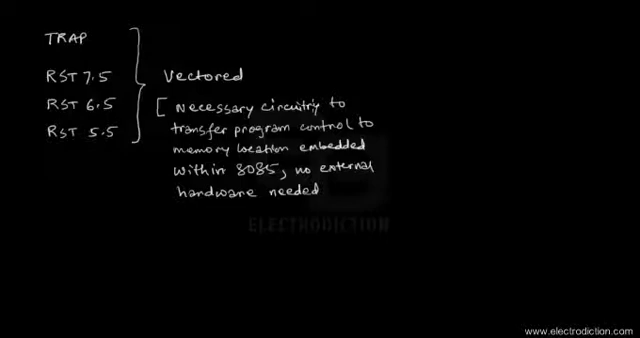 TRAP
RST 7.5
RST 6.5
RST 5.5
Vectored
[ Necessary circuitry to
transfer program control to
memory location embedded
within 8085, no external
hardware needed
ELECTRODICTION
www.electrodiction.com